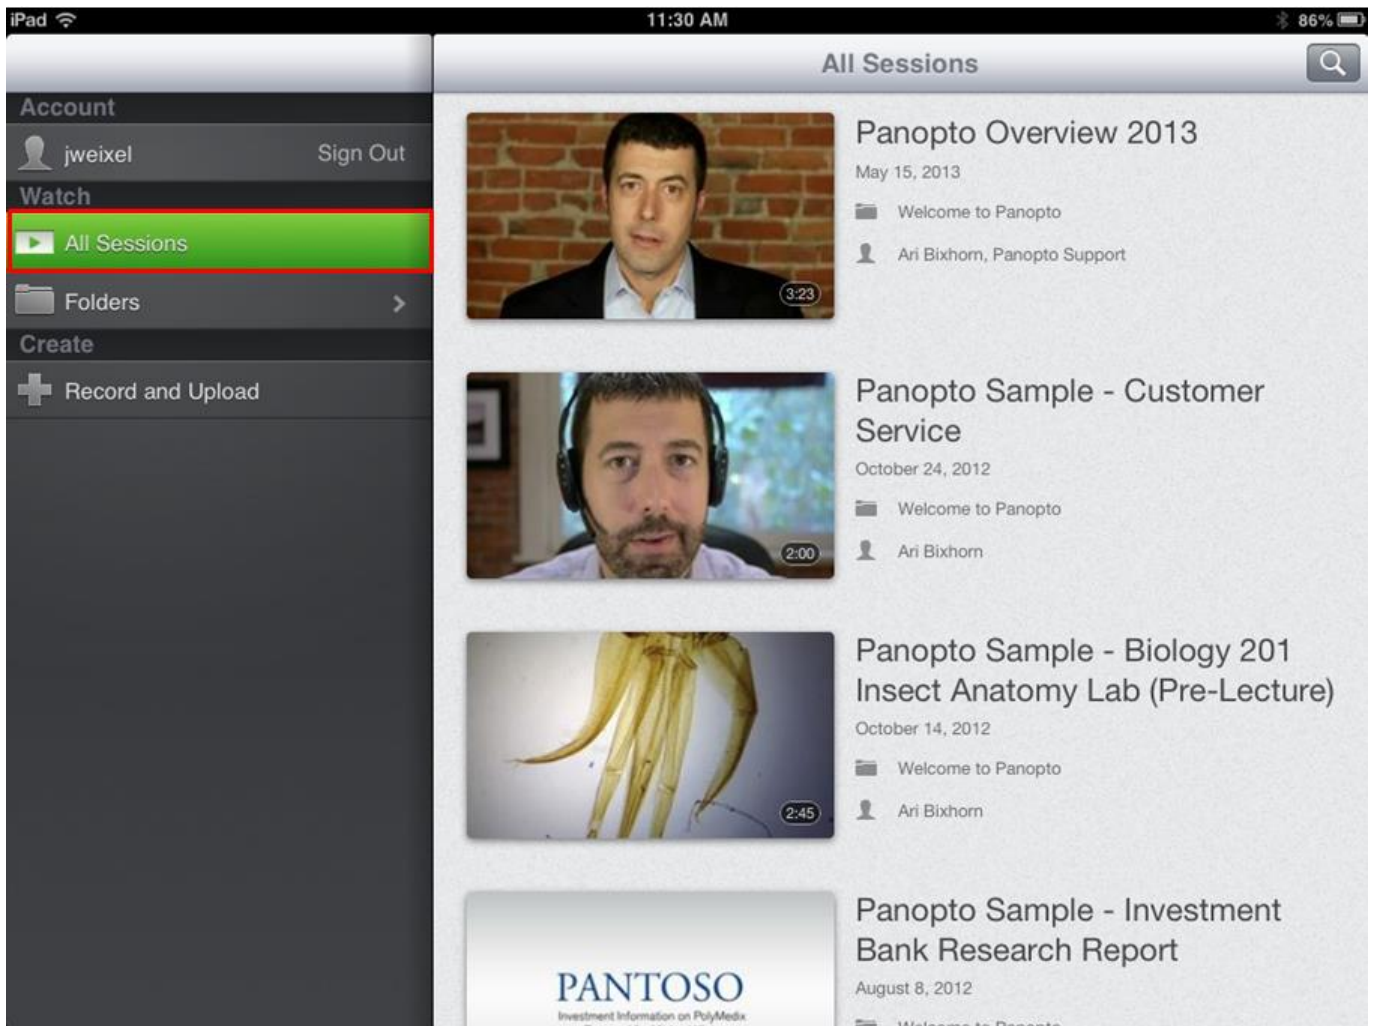 iPad 11:30 AM 86%
All Sessions
Account
jweixel Sign Out
Watch
All Sessions
Folders
Create
Record and Upload
3:23
Panopto Overview 2013
May 15, 2013
Welcome to Panopto
Ari Bixhorn, Panopto Support
2:00
Panopto Sample - Customer
Service
October 24, 2012
Welcome to Panopto
Ari Bixhorn
2:45
Panopto Sample - Biology 201
Insect Anatomy Lab (Pre-Lecture)
October 14, 2012
Welcome to Panopto
Ari Bixhorn
PANTOSO
Investment Information on PolyMedix
Panopto Sample - Investment
Bank Research Report
August 8, 2012
Welcome to Panopto